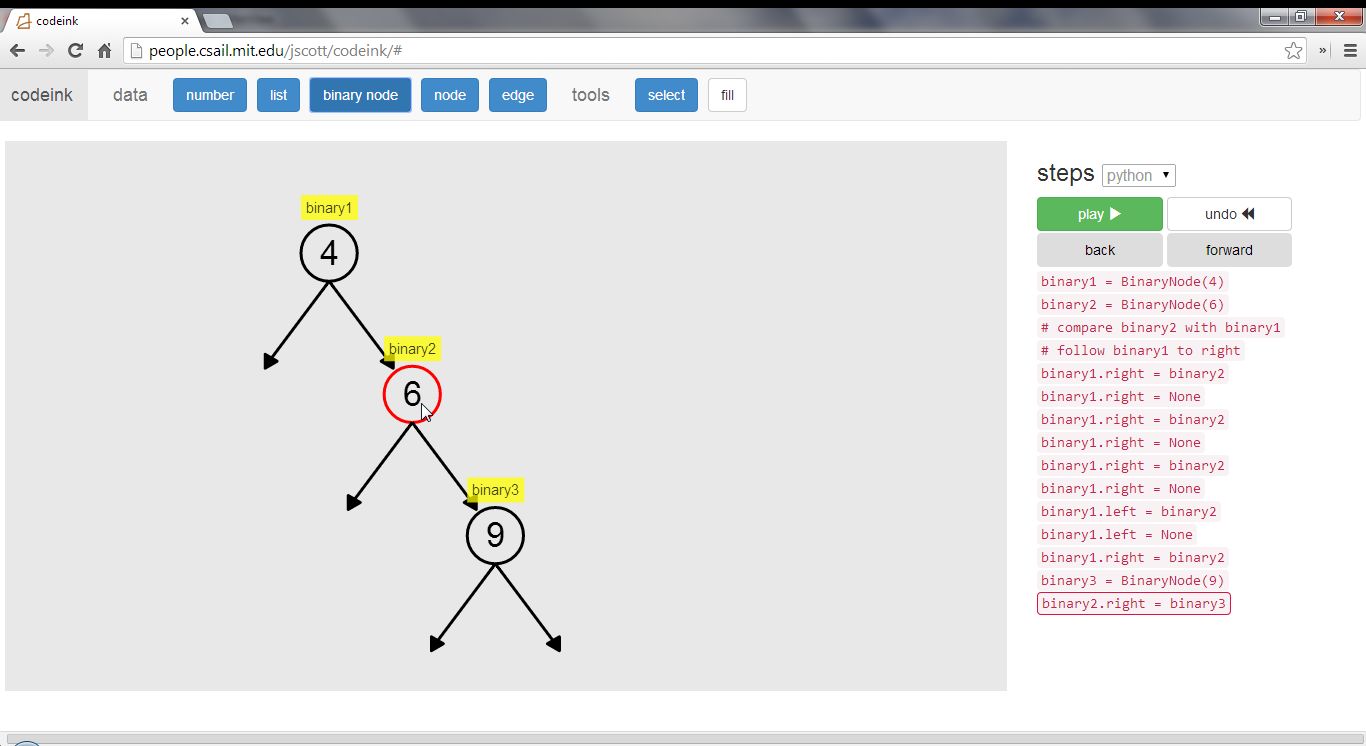 codeink
people.csail.mit.edu/jscott/codeink/#
codeink data number list binary node node edge tools select fill
binary1
4
binary2
6
binary3
9
steps python
play undo
back forward
binary1 = BinaryNode(4)
binary2 = BinaryNode(6)
# compare binary2 with binary1
# follow binary1 to right
binary1.right = binary2
binary1.right = None
binary1.right = binary2
binary1.right = None
binary1.right = binary2
binary1.right = None
binary1.left = binary2
binary1.left = None
binary1.right = binary2
binary3 = BinaryNode(9)
binary2.right = binary3